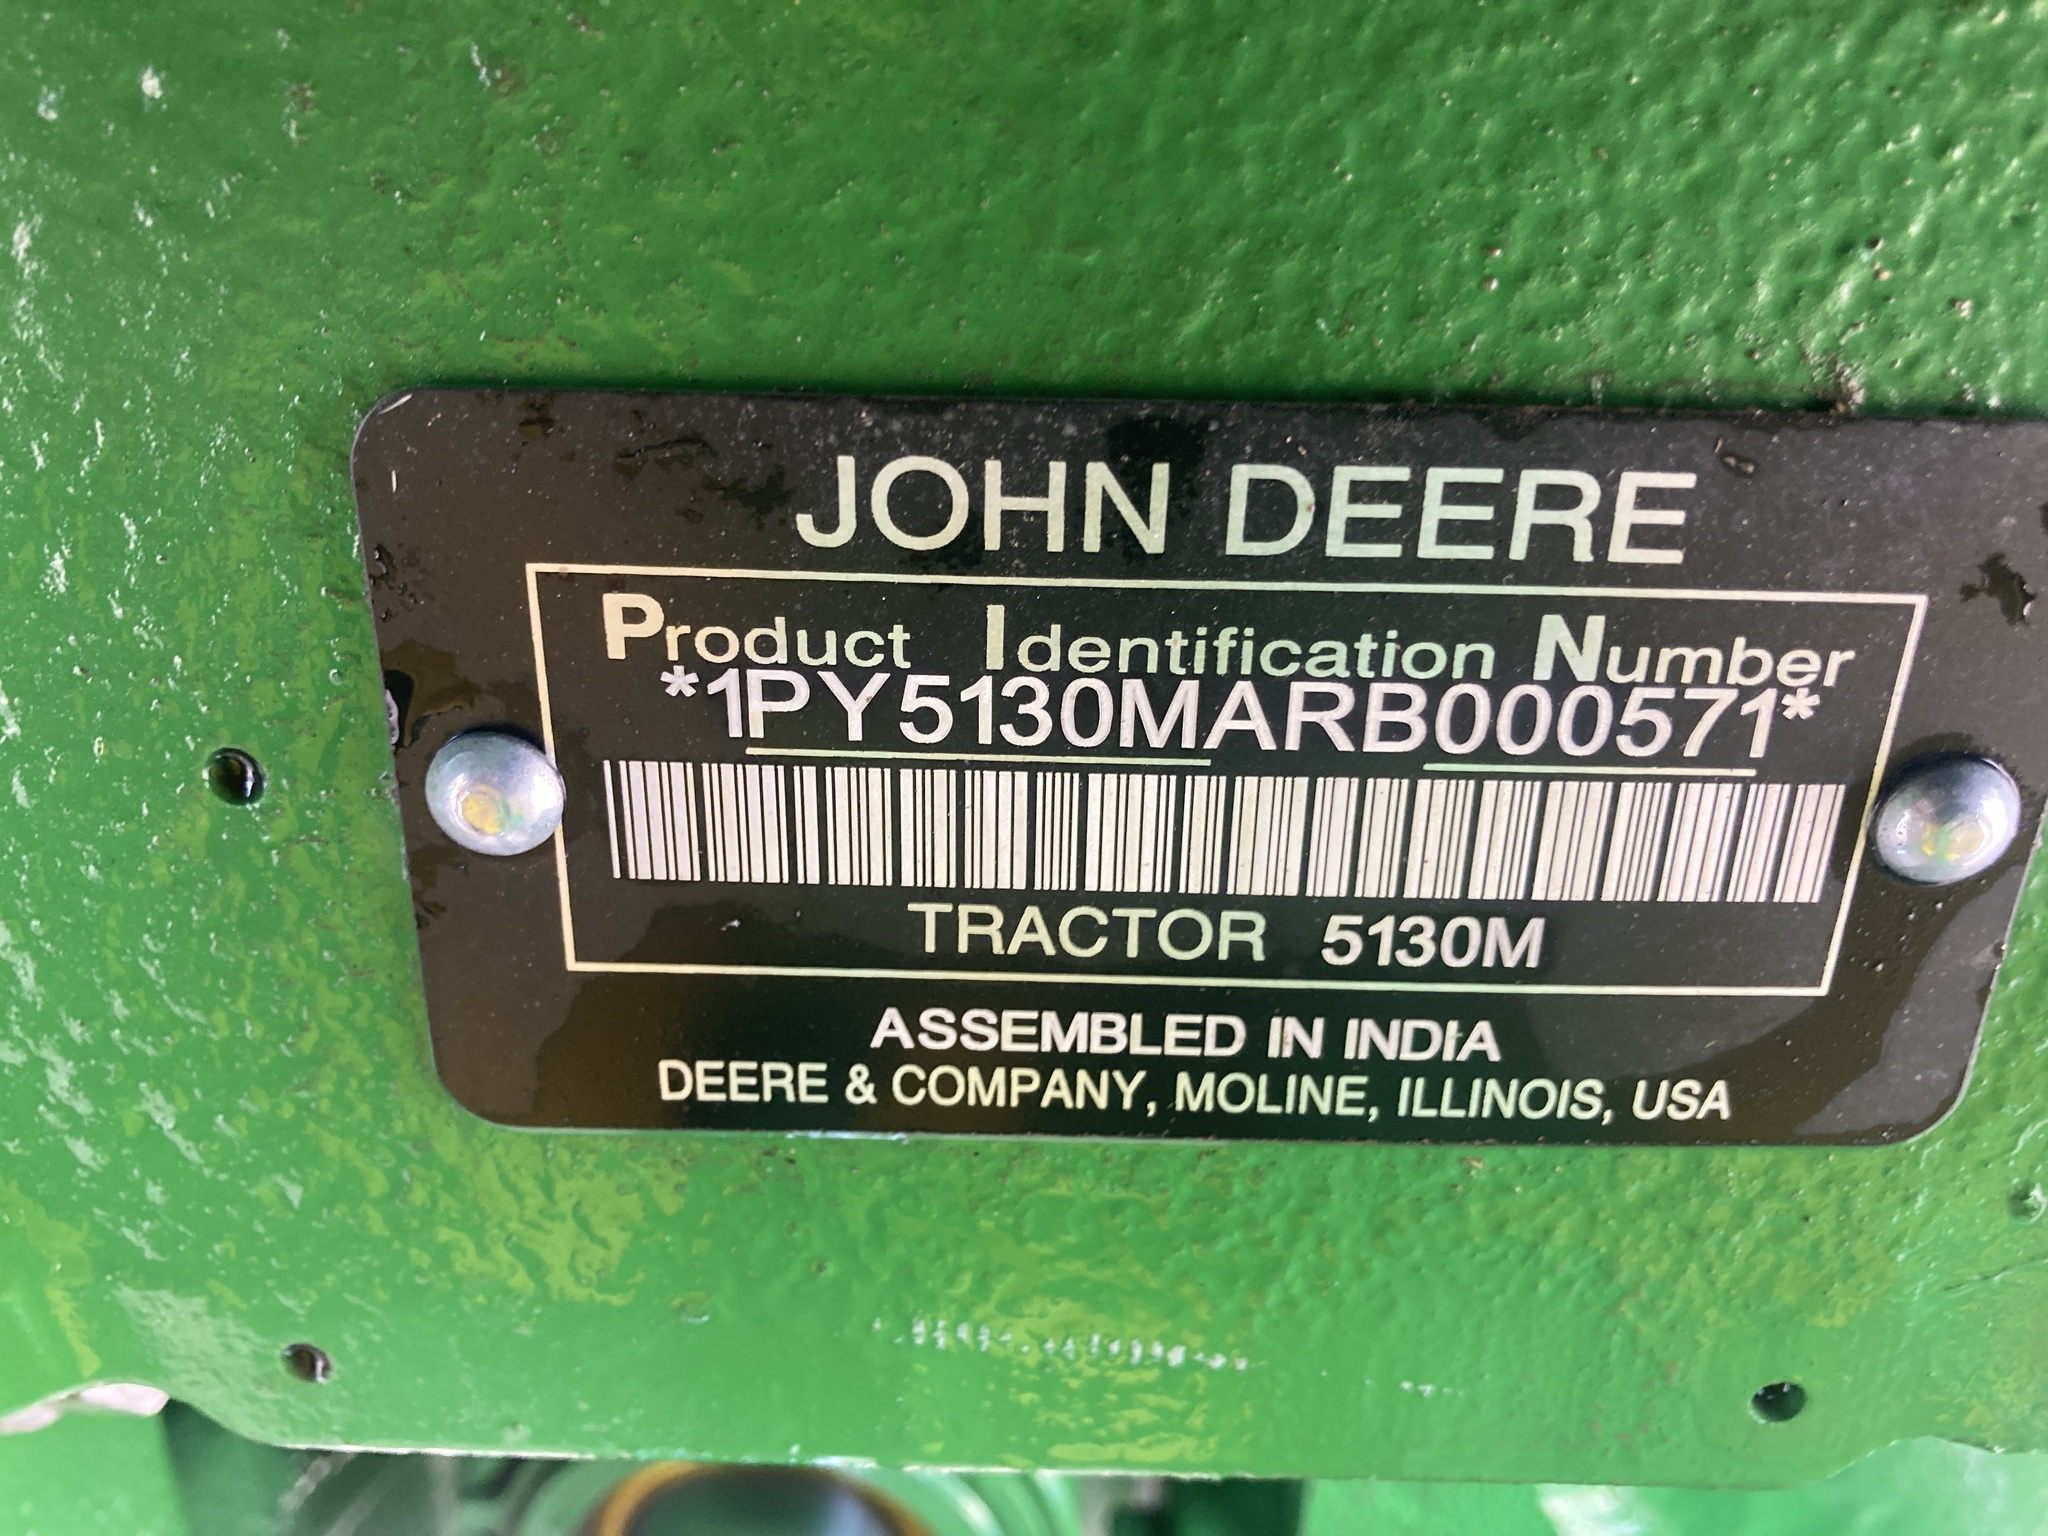 JOHN DEERE
Product Identification Number
*1PY5130MARB000571*
TRACTOR 5130M
ASSEMBLED IN INDIA
DEERE & COMPANY, MOLINE, ILLINOIS, USA